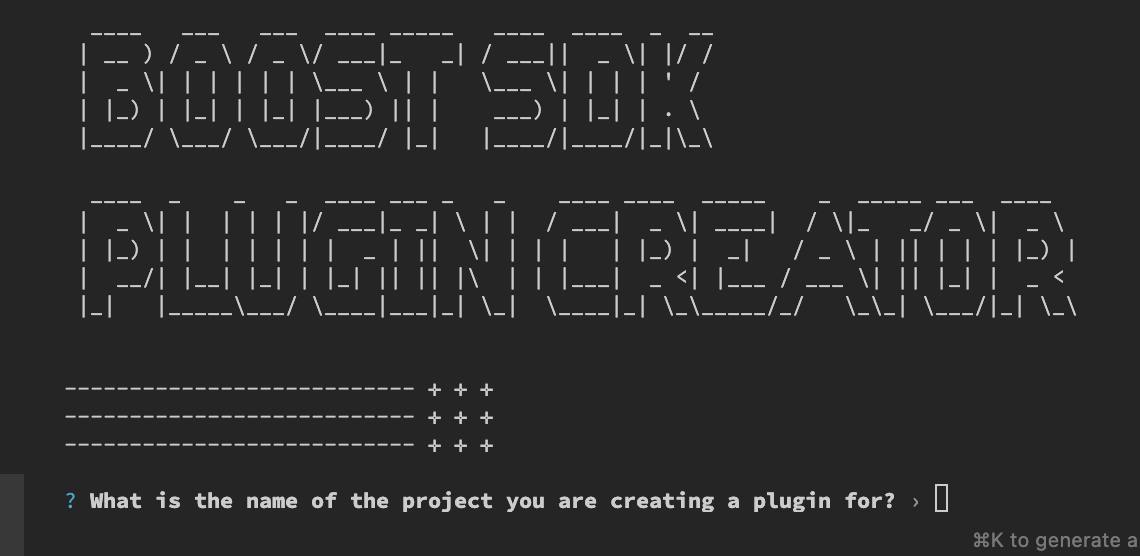 BOOST SDK
PLUGIN CREATOR
--------------------------- + + +
--------------------------- + + +
--------------------------- + + +
? What is the name of the project you are creating a plugin for? ›
⌘K to generate a